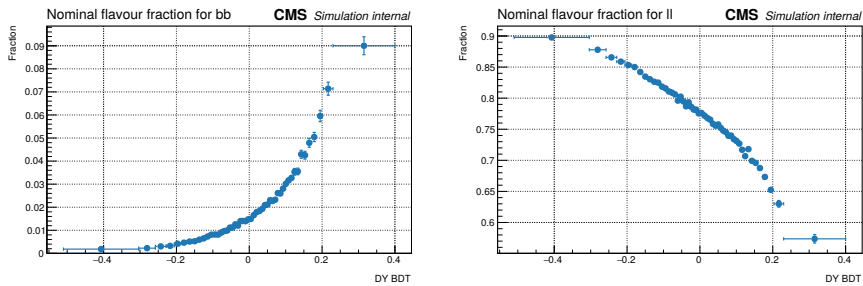 Nominal flavour fraction for bb CMS Simulation internal
Fraction
0.09
0.08
0.07
0.06
0.05
0.04
0.03
0.02
0.01
0
−0.4 −0.2 0 0.2 0.4
DY BDT
Nominal flavour fraction for ll CMS Simulation internal
Fraction
0.9
0.85
0.8
0.75
0.7
0.65
0.6
−0.4 −0.2 0 0.2 0.4
DY BDT